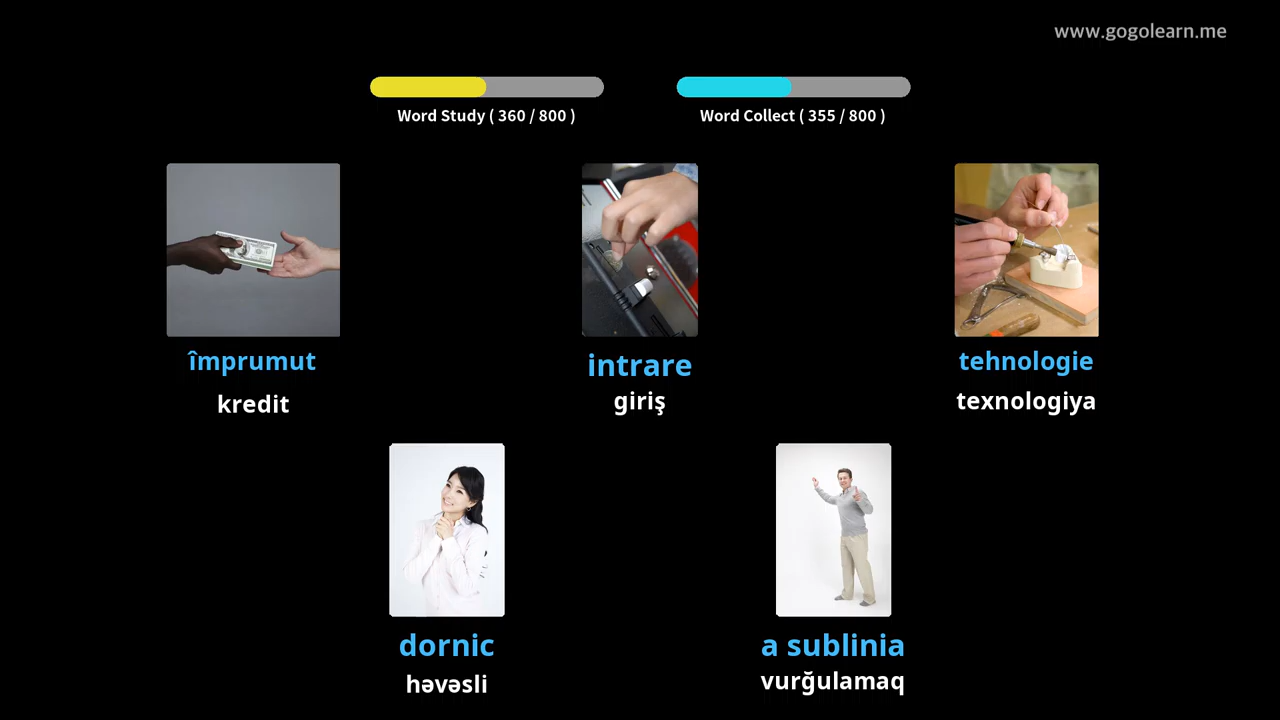 www.gogolearn.me
Word Study ( 360 / 800 )
Word Collect ( 355 / 800 )
împrumut
kredit
intrare
giriş
tehnologie
texnologiya
dornic
həvəsli
a sublinia
vurğulamaq